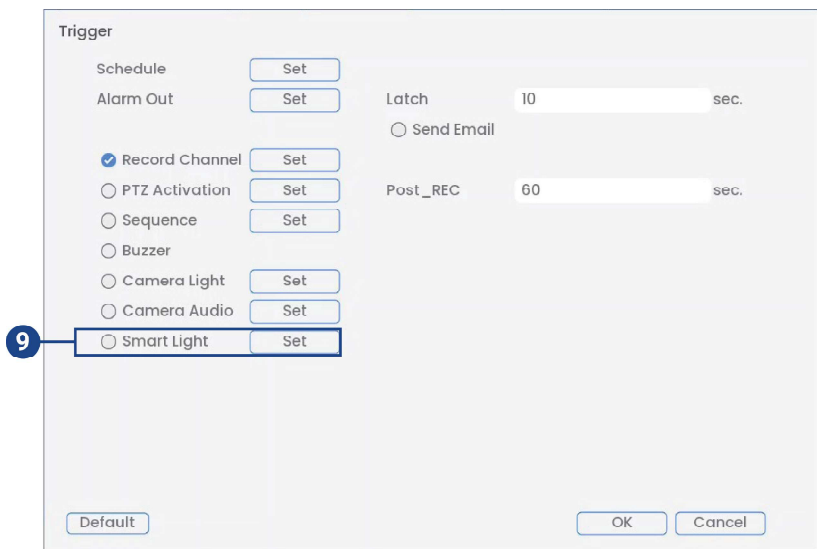 Trigger
Schedule Set
Alarm Out Set Latch 10 sec.
Send Email
Record Channel Set
PTZ Activation Set Post_REC 60 sec.
Sequence Set
Buzzer
Camera Light Set
Camera Audio Set
9 Smart Light Set
Default OK Cancel